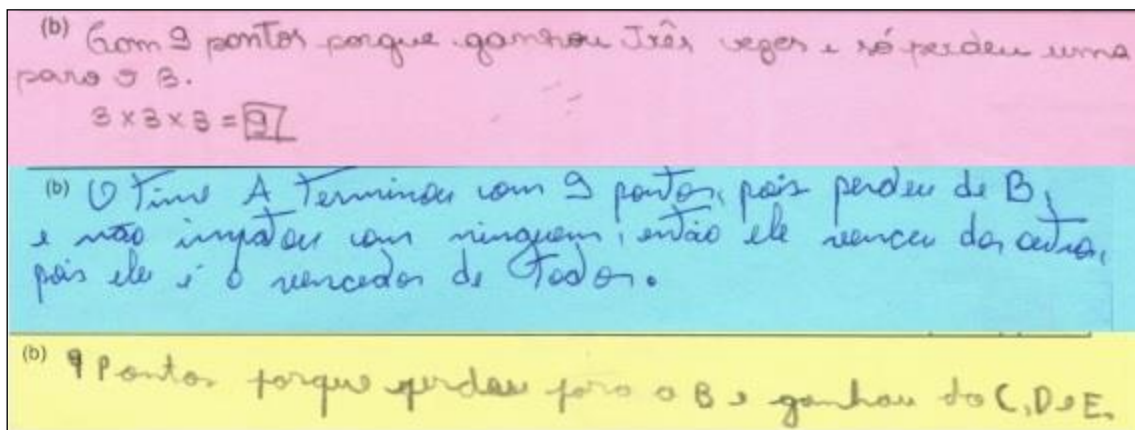 (b) Com 9 pontos porque ganhou Três vezes e só perdeu uma
para o B.
3 x 3 x 3 = 9
(b) O Time A Terminou com 9 pontos, pois perdeu de B,
e não impatou com ninguem, então ele venceu dos outros,
pois ele é o vencedor de Todos.
(b) 9 Pontos porque perdeu para o B e ganhou do C, D e E.